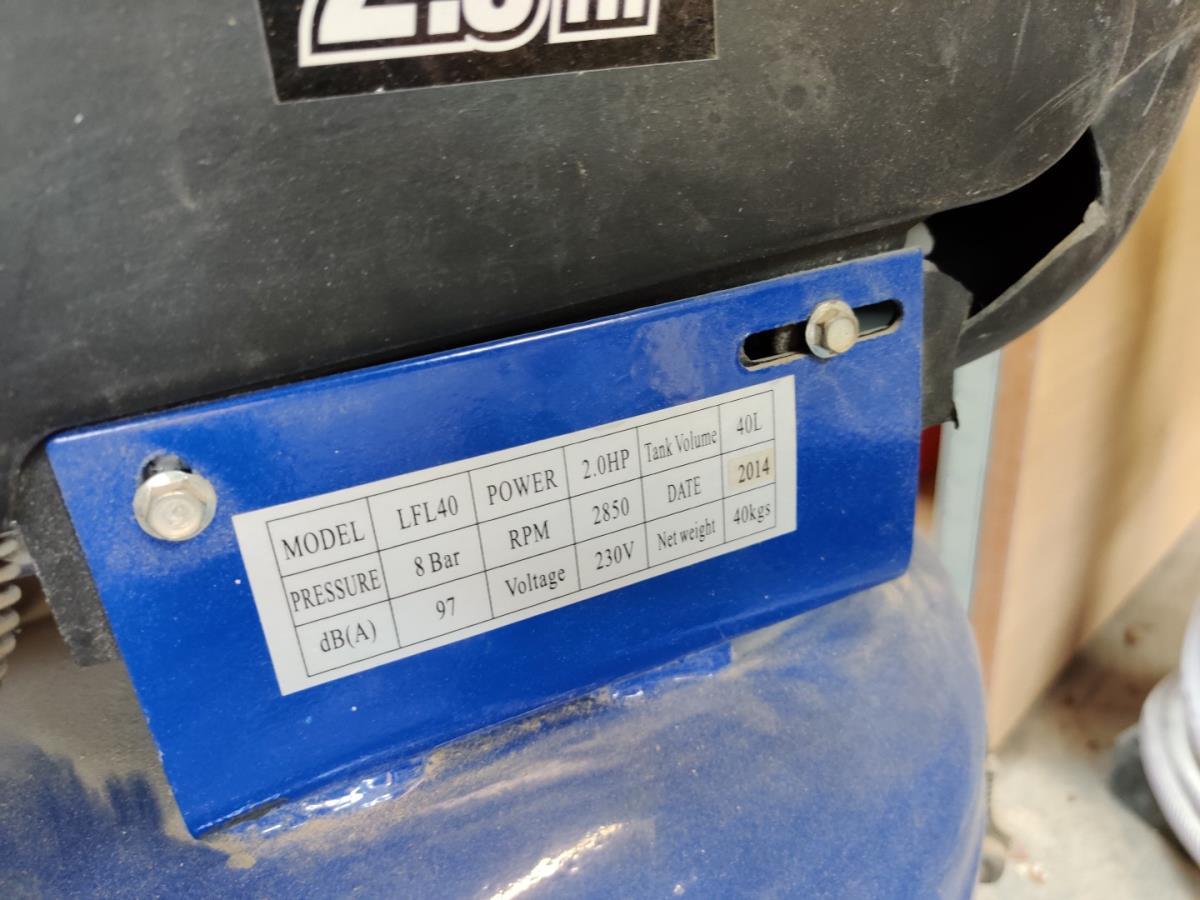 MODEL LFL40 POWER 2.0HP Tank Volume 40L
PRESSURE 8 Bar RPM 2850 DATE 2014
dB(A) 97 Voltage 230V Net weight 40kgs